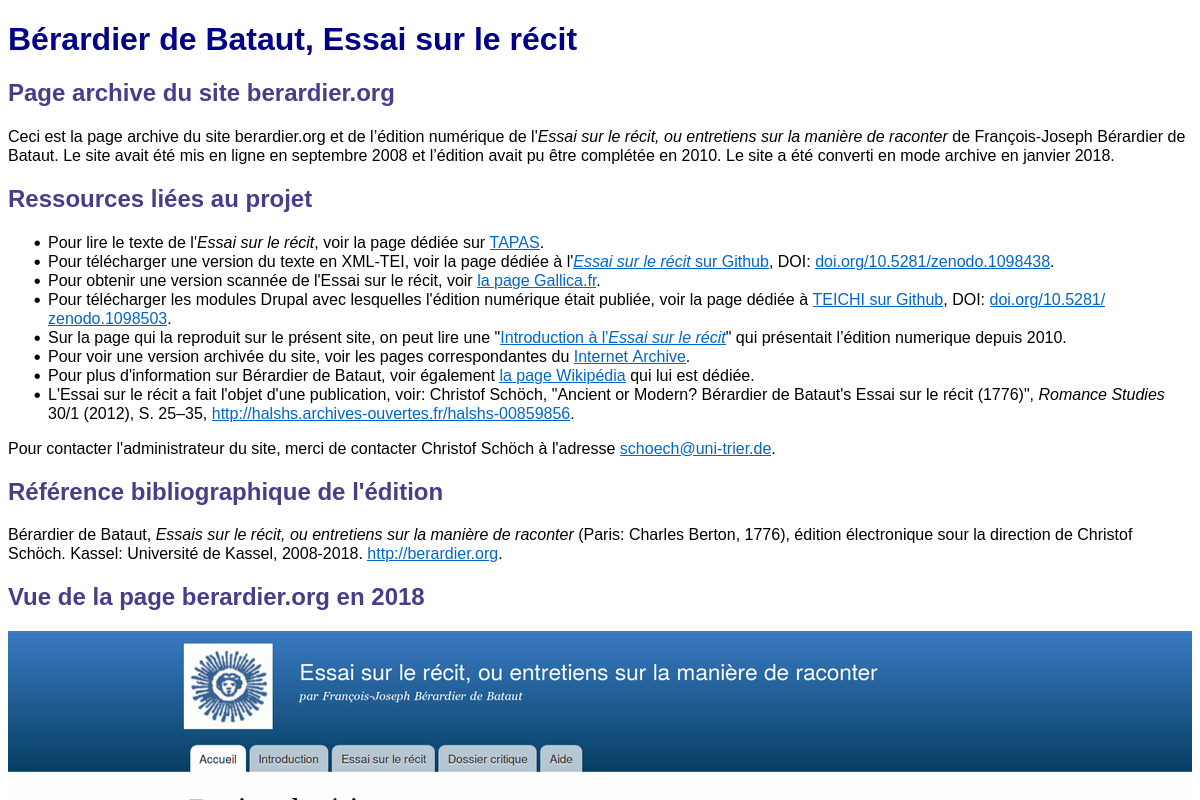 Bérardier de Bataut, Essai sur le récit
Page archive du site berardier.org
Ceci est la page archive du site berardier.org et de l’édition numérique de l'Essai sur le récit, ou entretiens sur la manière de raconter de François-Joseph Bérardier de
Bataut. Le site avait été mis en ligne en septembre 2008 et l’édition avait pu être complétée en 2010. Le site a été converti en mode archive en janvier 2018.
Ressources liées au projet
• Pour lire le texte de l'Essai sur le récit, voir la page dédiée sur TAPAS.
• Pour télécharger une version du texte en XML-TEI, voir la page dédiée à l'Essai sur le récit sur Github, DOI: doi.org/10.5281/zenodo.1098438.
• Pour obtenir une version scannée de l'Essai sur le récit, voir la page Gallica.fr.
• Pour télécharger les modules Drupal avec lesquelles l'édition numérique était publiée, voir la page dédiée à TEICHI sur Github, DOI: doi.org/10.5281/
zenodo.1098503.
• Sur la page qui la reproduit sur le présent site, on peut lire une "Introduction à l'Essai sur le récit" qui présentait l’édition numerique depuis 2010.
• Pour voir une version archivée du site, voir les pages correspondantes du Internet Archive.
• Pour plus d'information sur Bérardier de Bataut, voir également la page Wikipédia qui lui est dédiée.
• L'Essai sur le récit a fait l'objet d'une publication, voir: Christof Schöch, "Ancient or Modern? Bérardier de Bataut's Essai sur le récit (1776)", Romance Studies
30/1 (2012), S. 25–35, http://halshs.archives-ouvertes.fr/halshs-00859856.
Pour contacter l'administrateur du site, merci de contacter Christof Schöch à l'adresse schoech@uni-trier.de.
Référence bibliographique de l'édition
Bérardier de Bataut, Essais sur le récit, ou entretiens sur la manière de raconter (Paris: Charles Berton, 1776), édition électronique sour la direction de Christof
Schöch. Kassel: Université de Kassel, 2008-2018. http://berardier.org.
Vue de la page berardier.org en 2018
Essai sur le récit, ou entretiens sur la manière de raconter
par François-Joseph Bérardier de Bataut
Accueil Introduction Essai sur le récit Dossier critique Aide